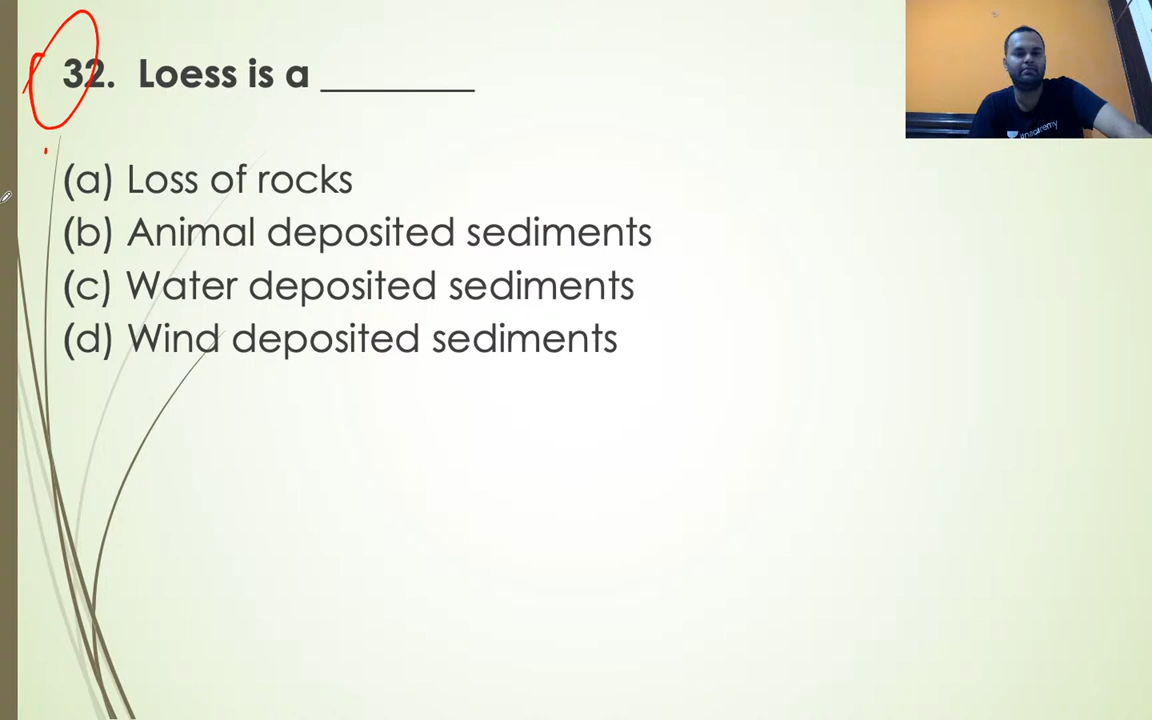 32. Loess is a ________
(a) Loss of rocks
(b) Animal deposited sediments
(c) Water deposited sediments
(d) Wind deposited sediments